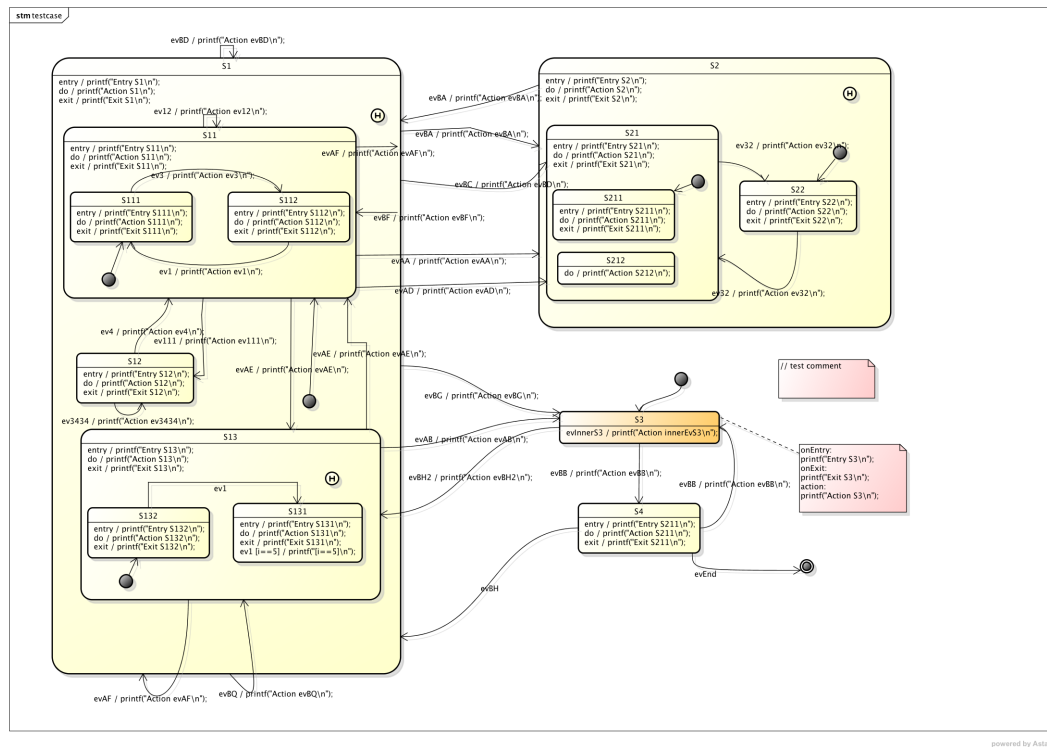 stm testcase
evBD / printf("Action evBD\n");
S1
entry / printf("Entry S1\n");
do / printf("Action S1\n");
exit / printf("Exit S1\n");
H
evBA / printf("Action evBA\n");
S2
entry / printf("Entry S2\n");
do / printf("Action S2\n");
exit / printf("Exit S2\n");
H
ev12 / printf("Action ev12\n");
S11
entry / printf("Entry S11\n");
do / printf("Action S11\n");
exit / printf("Exit S11\n");
evAF / printf("Action evAF\n");
evBA / printf("Action evBA\n");
ev3 / printf("Action ev3\n");
evBC / printf("Action evBD\n");
S111
entry / printf("Entry S111\n");
do / printf("Action S111\n");
exit / printf("Exit S111\n");
S112
entry / printf("Entry S112\n");
do / printf("Action S112\n");
exit / printf("Exit S112\n");
evBF / printf("Action evBF\n");
S21
entry / printf("Entry S21\n");
do / printf("Action S21\n");
exit / printf("Exit S21\n");
ev32 / printf("Action ev32\n");
S211
entry / printf("Entry S211\n");
do / printf("Action S211\n");
exit / printf("Exit S211\n");
S22
entry / printf("Entry S22\n");
do / printf("Action S22\n");
exit / printf("Exit S22\n");
S212
do / printf("Action S212\n");
ev1 / printf("Action ev1\n");
evAA / printf("Action evAA\n");
evAD / printf("Action evAD\n");
ev32 / printf("Action ev32\n");
ev4 / printf("Action ev4\n");
ev111 / printf("Action ev111\n");
evAE / printf("Action evAE\n");
evAE / printf("Action evAE\n");
S12
entry / printf("Entry S12\n");
do / printf("Action S12\n");
exit / printf("Exit S12\n");
ev3434 / printf("Action ev3434\n");
evBG / printf("Action evBG\n");
// test comment
S3
evInnerS3 / printf("Action innerEvS3\n");
S13
entry / printf("Entry S13\n");
do / printf("Action S13\n");
exit / printf("Exit S13\n");
H
evAB / printf("Action evAB\n");
evBH2 / printf("Action evBH2\n");
evBB / printf("Action evBB\n");
evBB / printf("Action evBB\n");
onEntry:
printf("Entry S3\n");
onExit:
printf("Exit S3\n");
action:
printf("Action S3\n");
ev1
S132
entry / printf("Entry S132\n");
do / printf("Action S132\n");
exit / printf("Exit S132\n");
S131
entry / printf("Entry S131\n");
do / printf("Action S131\n");
exit / printf("Exit S131\n");
ev1 [i==5] / printf("[i==5]\n");
S4
entry / printf("Entry S211\n");
do / printf("Action S211\n");
exit / printf("Exit S211\n");
evEnd
evBH
evAF / printf("Action evAF\n");
evBQ / printf("Action evBQ\n");
powered by Asta